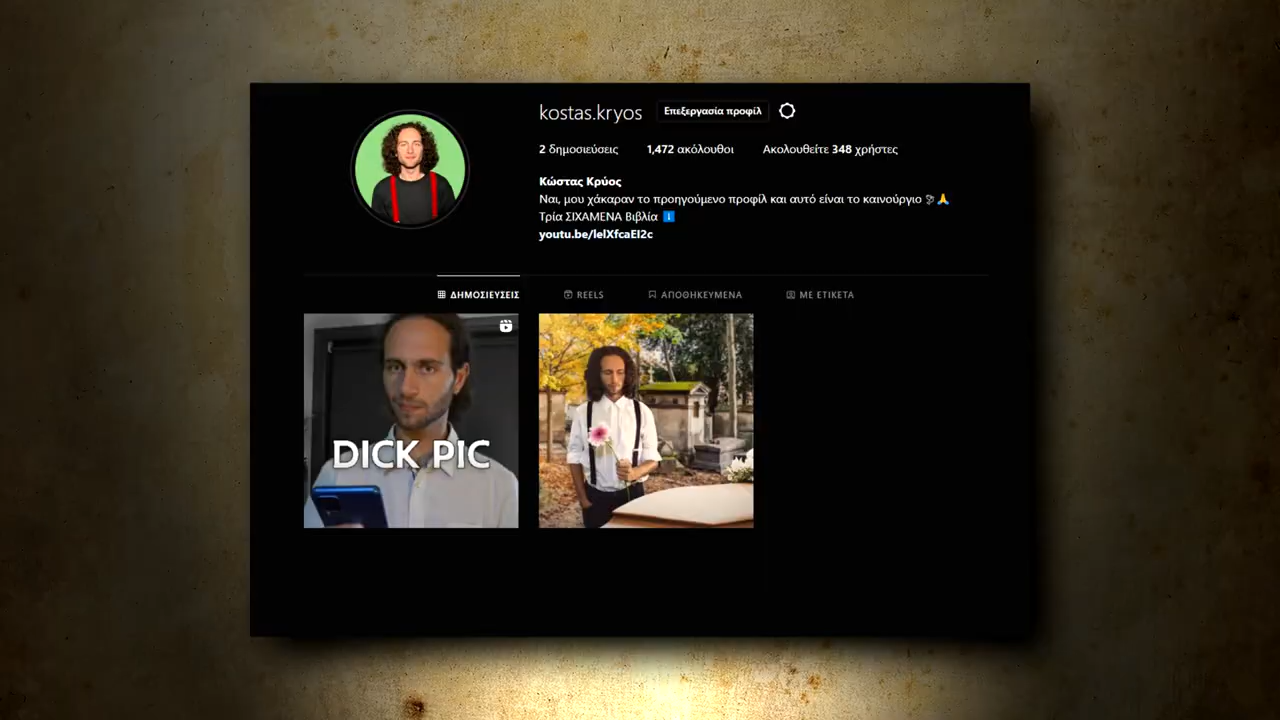 kostas.kryos Επεξεργασία προφίλ
2 δημοσιεύσεις 1,472 ακόλουθοι Ακολουθείτε 348 χρήστες
Κώστας Κρύος
Ναι, μου χάκαραν το προηγούμενο προφίλ και αυτό είναι το καινούργιο 🕊🙏
Τρία ΣΙΧΑΜΕΝΑ Βιβλία ⬇️
youtu.be/lelXfcaEI2c
ΔΗΜΟΣΙΕΥΣΕΙΣ REELS ΑΠΟΘΗΚΕΥΜΕΝΑ ΜΕ ΕΤΙΚΕΤΑ
DICK PIC